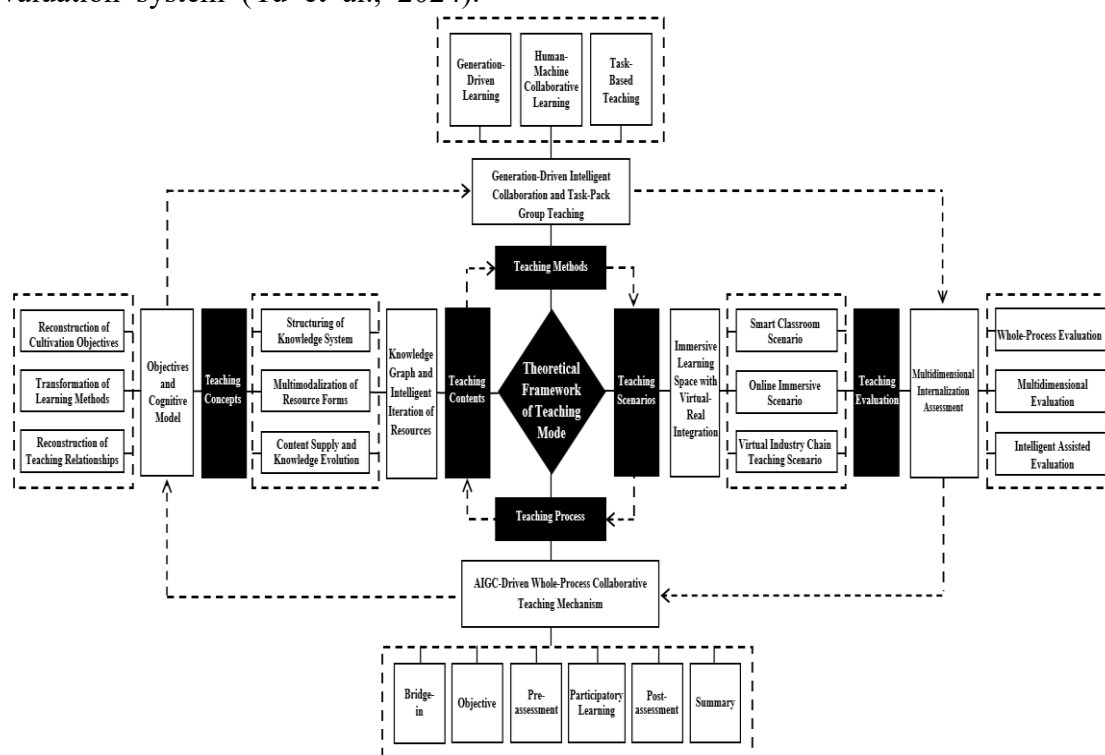 valuation system (Yu et al., 2024).
Generation-
Driven
Learning
Human-
Machine
Collaborative
Learning
Task-
Based
Teaching
Generation-Driven Intelligent
Collaboration and Task-Pack
Group Teaching
Teaching Methods
Reconstruction of
Cultivation Objectives
Transformation of
Learning Methods
Reconstruction of
Teaching Relationships
Objectives
and
Cognitive
Model
Teaching
Concepts
Structuring of
Knowledge System
Multimodalization of
Resource Forms
Content Supply and
Knowledge Evolution
Knowledge
Graph and
Intelligent
Iteration of
Resources
Teaching
Contents
Theoretical
Framework
of Teaching
Mode
Teaching
Scenarios
Immersive
Learning
Space with
Virtual-
Real
Integration
Smart Classroom
Scenario
Online Immersive
Scenario
Virtual Industry Chain
Teaching Scenario
Teaching
Evaluation
Multidimensional
Internalization
Assessment
Whole-Process Evaluation
Multidimensional
Evaluation
Intelligent Assisted
Evaluation
Teaching Process
AIGC-Driven Whole-Process Collaborative
Teaching Mechanism
Bridge-
in
Objective
Pre-
assessment
Participatory
Learning
Post-
assessment
Summary